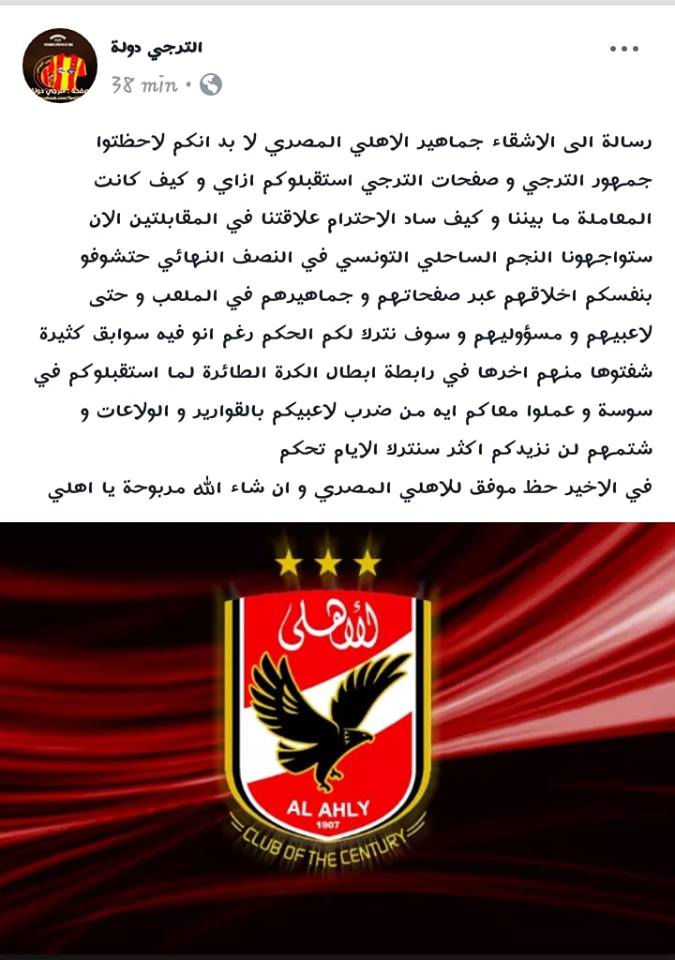 الترجي دولة
38 min
رسالة الى الاشقاء جماهير الاهلي المصري لا بد انكم لاحظتوا
جمهور الترجي و صفحات الترجي استقبلوكم ازاي و كيف كانت
المعاملة ما بيننا و كيف ساد الاحترام علاقتنا في المقابلتين الان
ستواجهونا النجم الساحلي التونسي في النصف النهائي حتشوفو
بنفسكم اخلاقهم عبر صفحاتهم و جماهيرهم في الملعب و حتى
لاعبيهم و مسؤوليهم و سوف نترك لكم الحكم رغم انو فيه سوابق كثيرة
شفتوها منهم اخرها في رابطة ابطال الكرة الطائرة لما استقبلوكم في
سوسة و عملوا معاكم ايه من ضرب لاعبيكم بالقوارير و الولاعات و
شتمهم لن نزيدكم اكثر سنترك الايام تحكم
في الاخير حظ موفق للاهلي المصري و ان شاء الله مربوحة يا اهلي
الأهلى
AL AHLY
1907
CLUB OF THE CENTURY